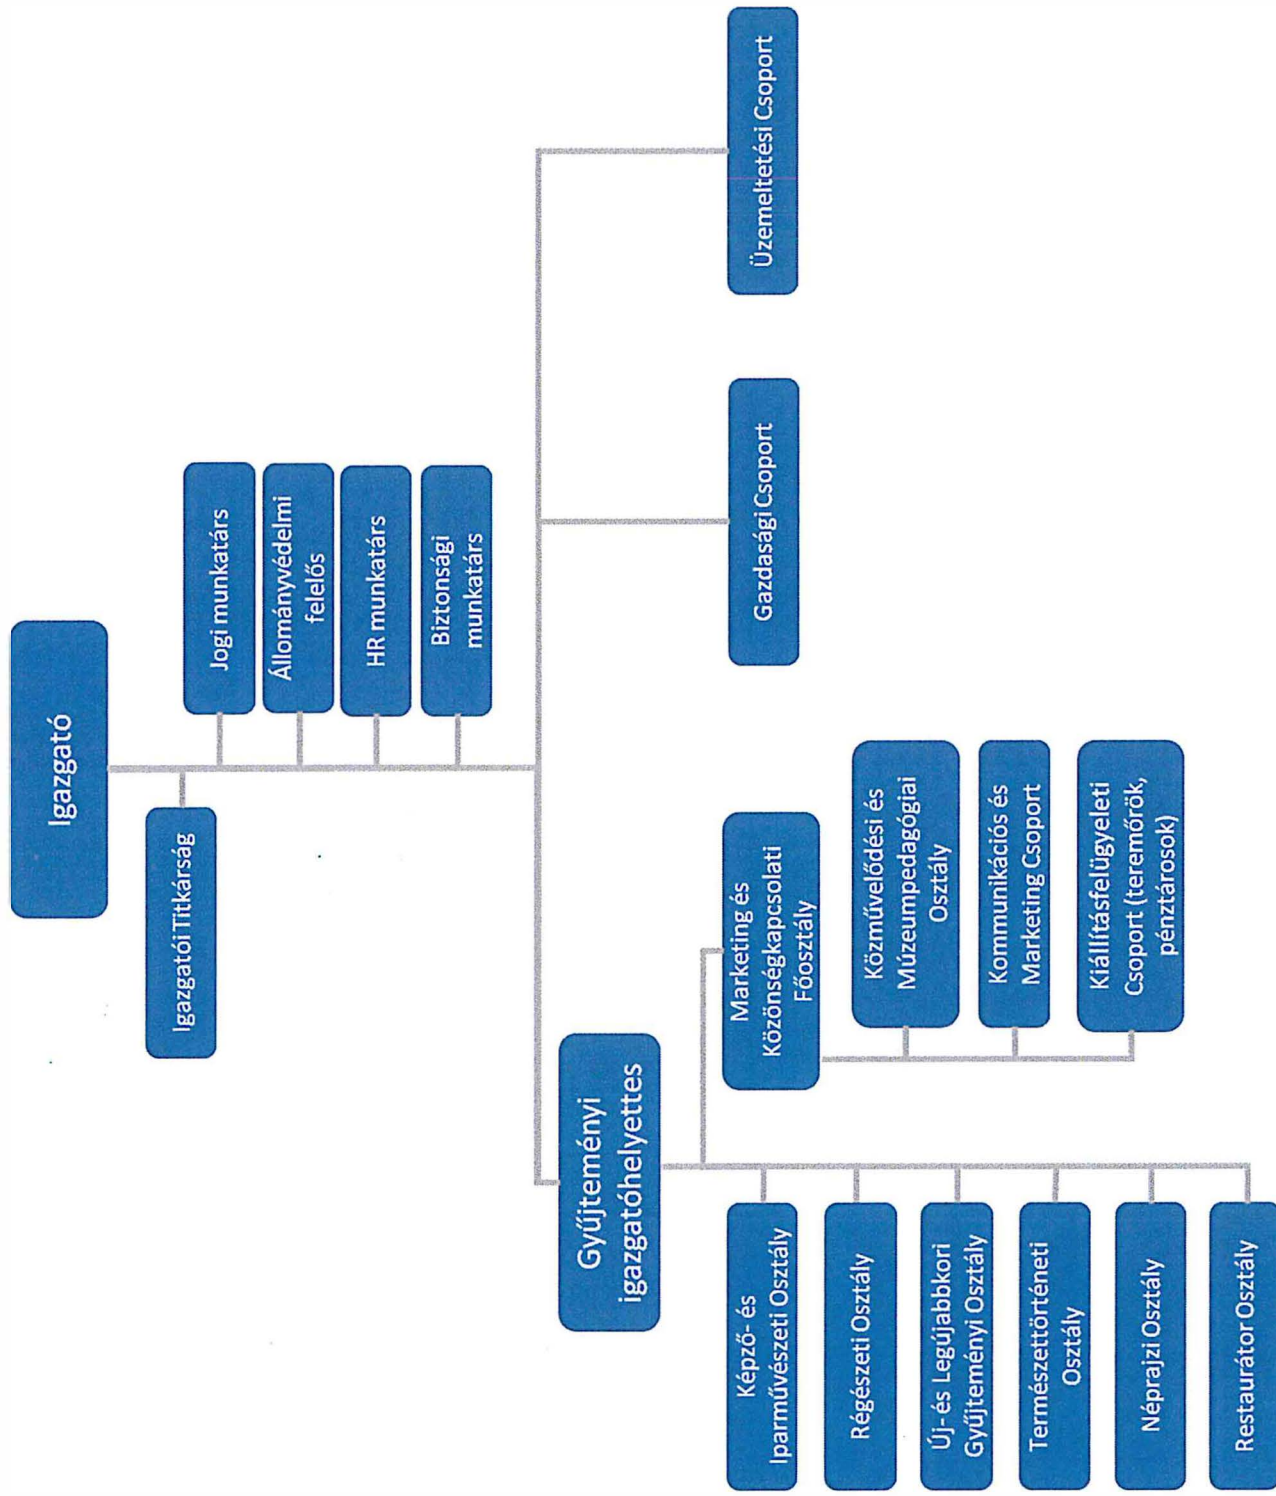 Igazgató
Igazgatói Titkárság
Jogi munkatárs
Állományvédelmi
felelős
HR munkatárs
Biztonsági
munkatárs
Gyűjteményi
igazgatóhelyettes
Gazdasági Csoport
Üzemeltetési Csoport
Képző- és
Iparművészeti Osztály
Régészeti Osztály
Új- és Legújabbkori
Gyűjteményi Osztály
Természettörténeti
Osztály
Néprajzi Osztály
Restaurátor Osztály
Marketing és
Közönségkapcsolati
Főosztály
Közművelődési és
Múzeumpedagógiai
Osztály
Kommunikációs és
Marketing Csoport
Kiállításfelügyeleti
Csoport (teremőrök,
pénztárosok)